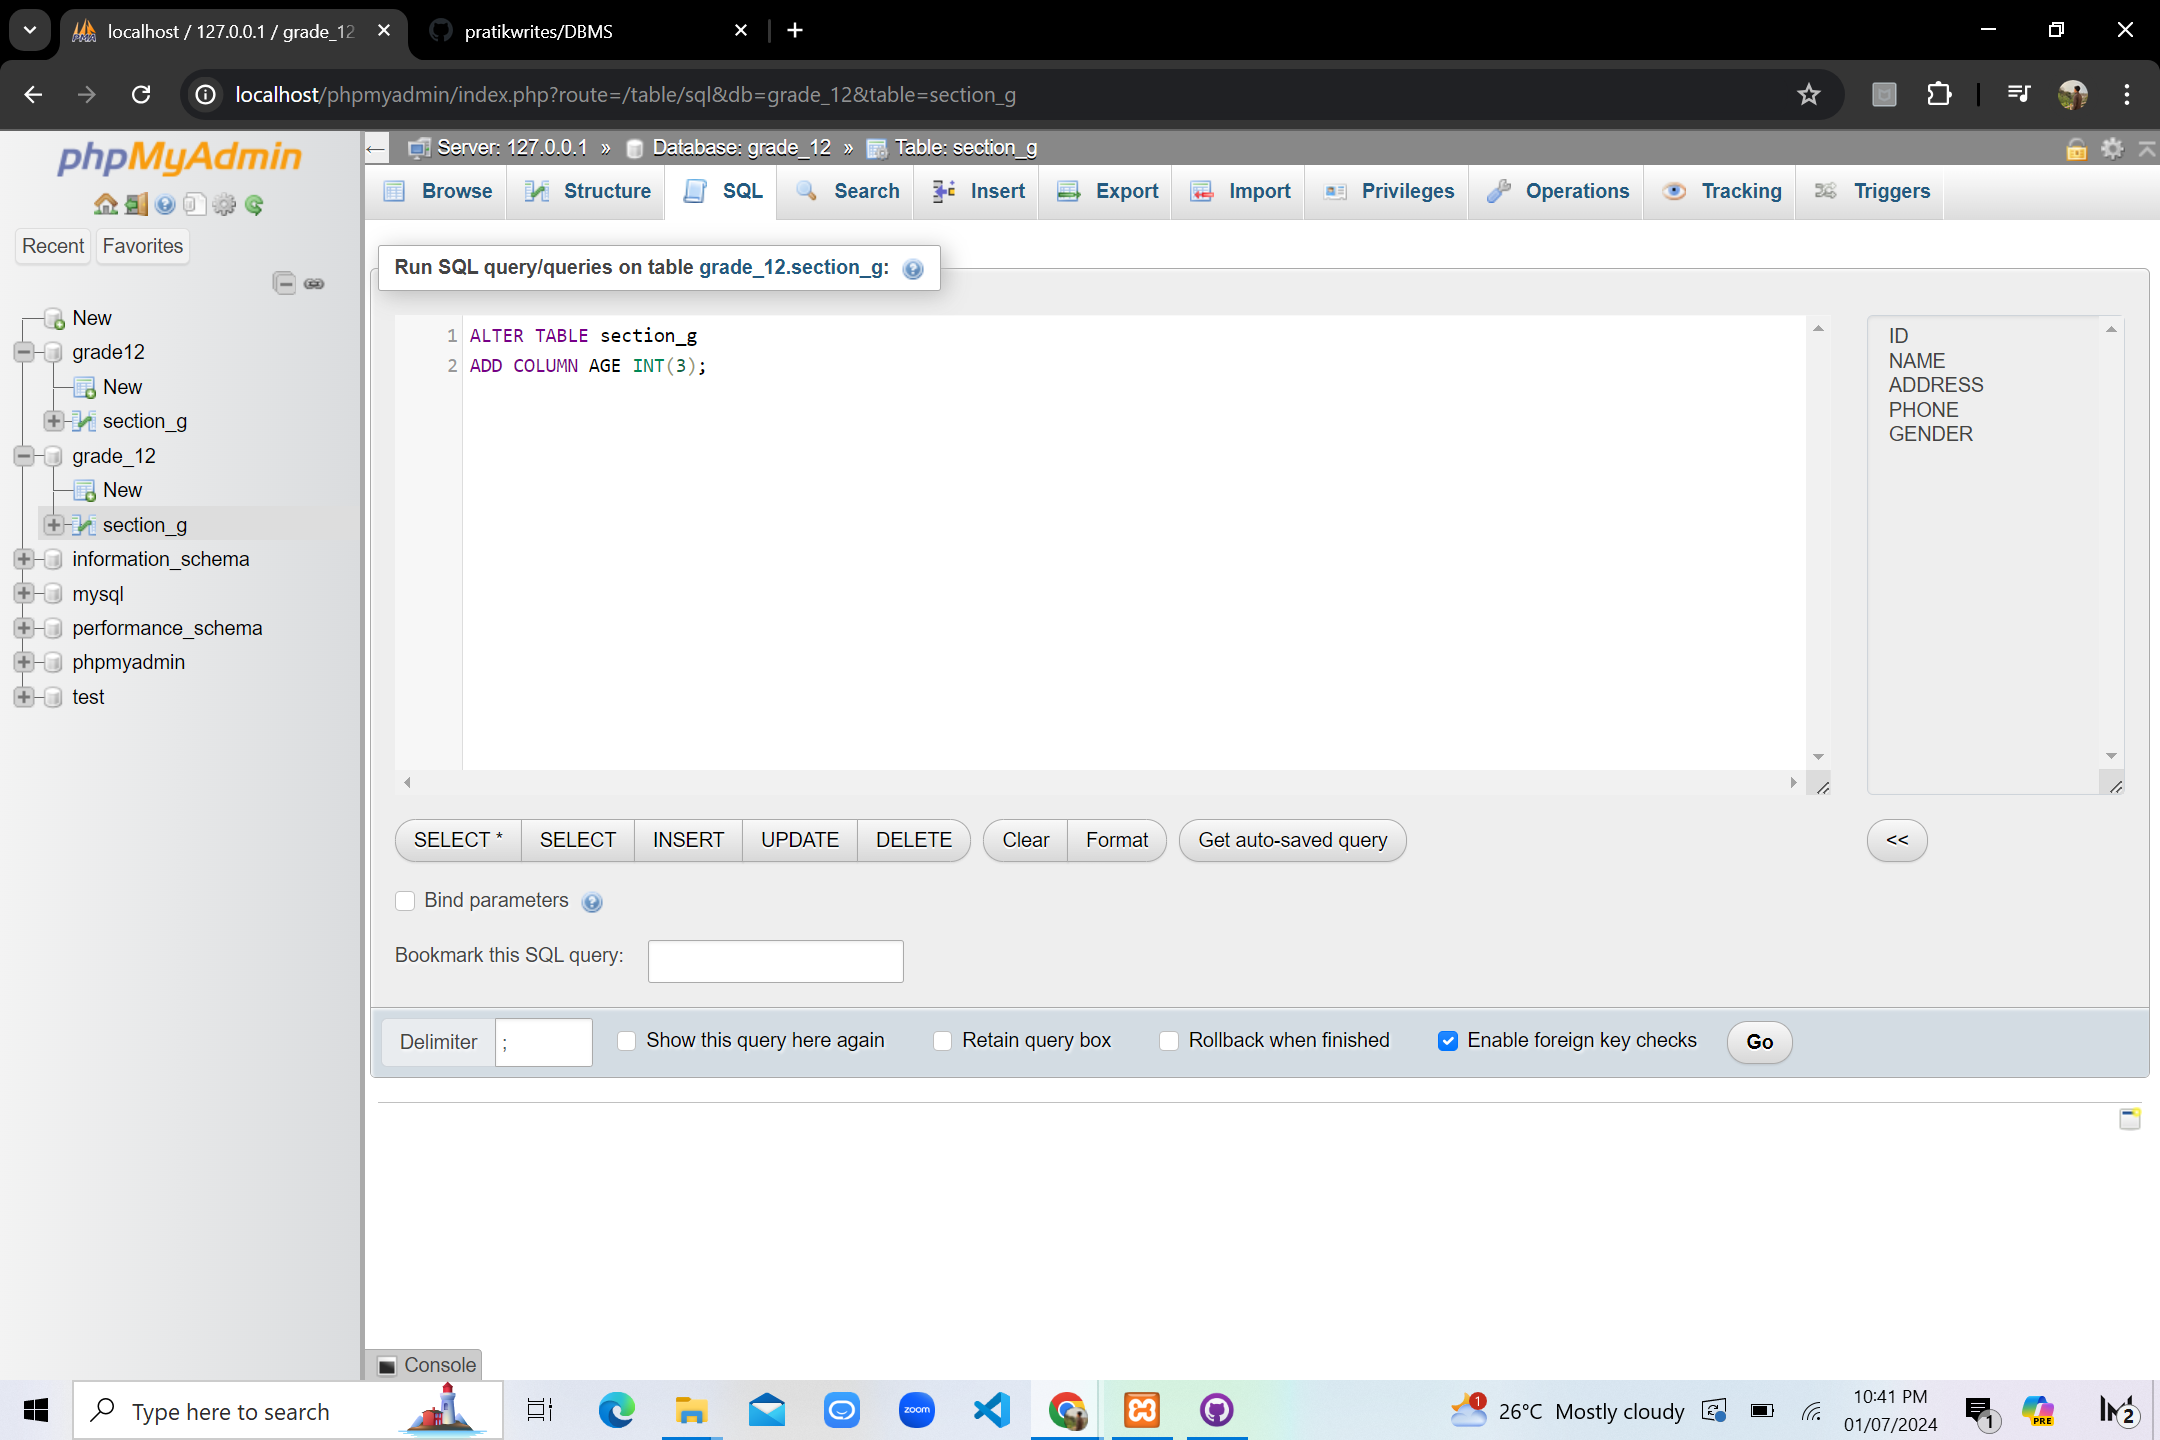 localhost / 127.0.0.1 / grade_12
pratikwrites/DBMS
localhost/phpmyadmin/index.php?route=/table/sql&db=grade_12&table=section_g
phpMyAdmin
Recent
Favorites
New
grade12
New
section_g
grade_12
New
section_g
information_schema
mysql
performance_schema
phpmyadmin
test
Server: 127.0.0.1 » Database: grade_12 » Table: section_g
Browse
Structure
SQL
Search
Insert
Export
Import
Privileges
Operations
Tracking
Triggers
Run SQL query/queries on table grade_12.section_g:
1 ALTER TABLE section_g
2 ADD COLUMN AGE INT(3);
ID
NAME
ADDRESS
PHONE
GENDER
SELECT *
SELECT
INSERT
UPDATE
DELETE
Clear
Format
Get auto-saved query
<<
Bind parameters
Bookmark this SQL query:
Delimiter
;
Show this query here again
Retain query box
Rollback when finished
Enable foreign key checks
Go
Console
Type here to search
zoom
1
26°C Mostly cloudy
10:41 PM
01/07/2024
1
PRE
2